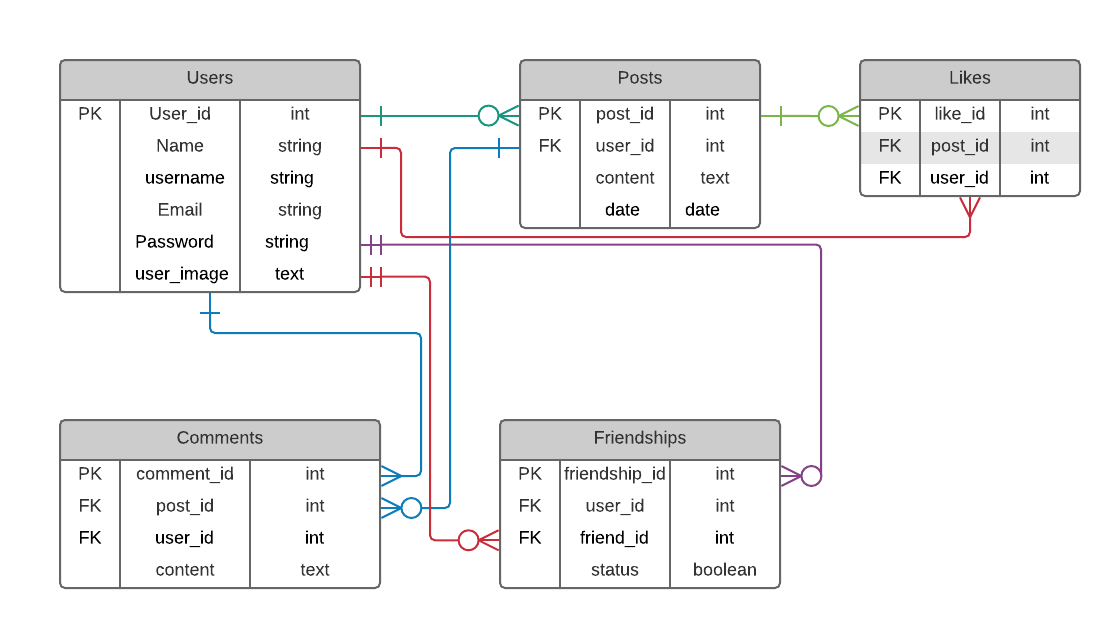 Users
PK User_id int
Name string
username string
Email string
Password string
user_image text
Posts
PK post_id int
FK user_id int
content text
date date
Likes
PK like_id int
FK post_id int
FK user_id int
Comments
PK comment_id int
FK post_id int
FK user_id int
content text
Friendships
PK friendship_id int
FK user_id int
FK friend_id int
status boolean